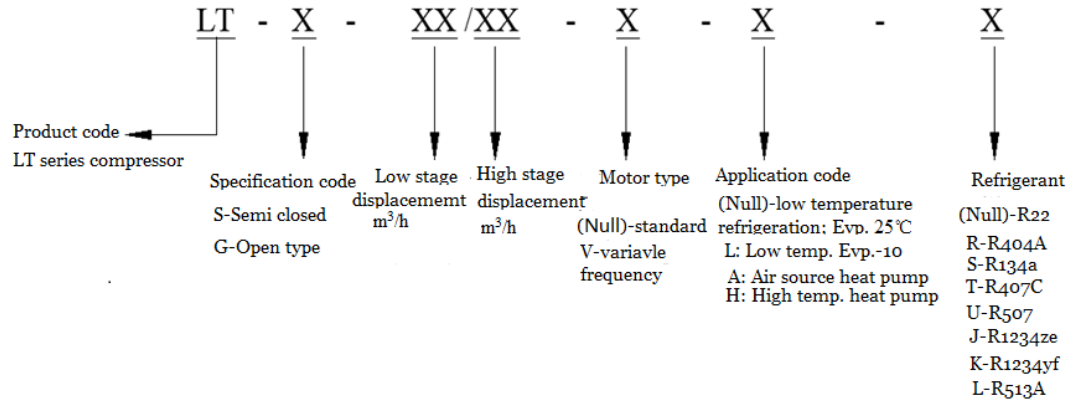 LT - X - XX/XX - X - X - X
Product code
LT series compressor
Specification code
S-Semi closed
G-Open type
Low stage
displacememt
m³/h
High stage
displacement
m³/h
Motor type
(Null)-standard
V-variavle
frequency
Application code
(Null)-low temperature
refrigeration; Evp. 25℃
L: Low temp. Evp.-10
A: Air source heat pump
H: High temp. heat pump
Refrigerant
(Null)-R22
R-R404A
S-R134a
T-R407C
U-R507
J-R1234ze
K-R1234yf
L-R513A